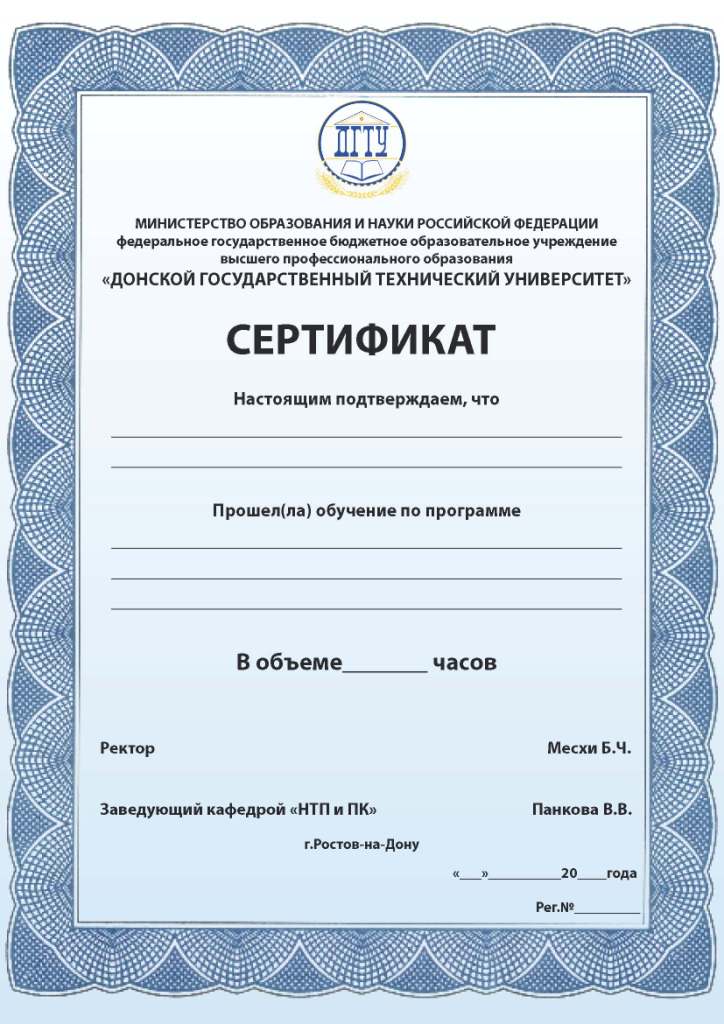 ДГТУ
МИНИСТЕРСТВО ОБРАЗОВАНИЯ И НАУКИ РОССИЙСКОЙ ФЕДЕРАЦИИ
федеральное государственное бюджетное образовательное учреждение
высшего профессионального образования
«ДОНСКОЙ ГОСУДАРСТВЕННЫЙ ТЕХНИЧЕСКИЙ УНИВЕРСИТЕТ»
СЕРТИФИКАТ
Настоящим подтверждаем, что
Прошел(ла) обучение по программе
В объеме_______ часов
Ректор Месхи Б.Ч.
Заведующий кафедрой «НТП и ПК» Панкова В.В.
г.Ростов-на-Дону
«___»__________20____года
Рег.№_________